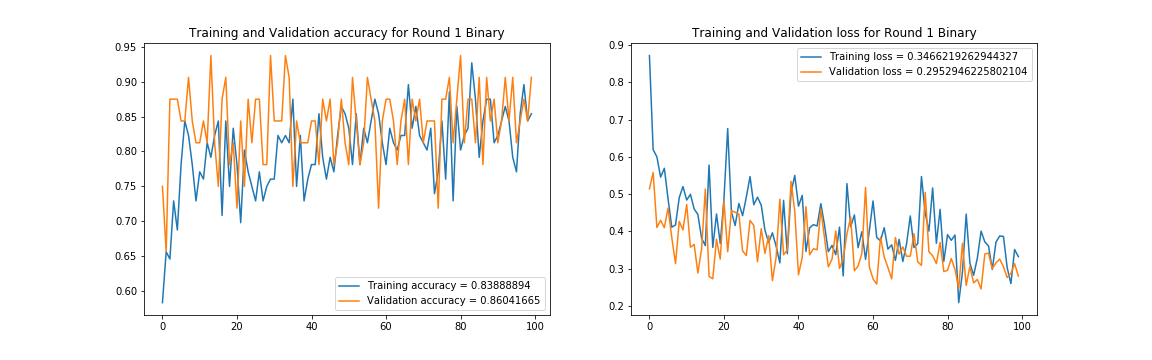 Training and Validation accuracy for Round 1 Binary
0.95
0.90
0.85
0.80
0.75
0.70
0.65
0.60
Training accuracy = 0.83888894
Validation accuracy = 0.86041665
0 20 40 60 80 100
Training and Validation loss for Round 1 Binary
0.9
0.8
0.7
0.6
0.5
0.4
0.3
0.2
Training loss = 0.3466219262944327
Validation loss = 0.2952946225802104
0 20 40 60 80 100